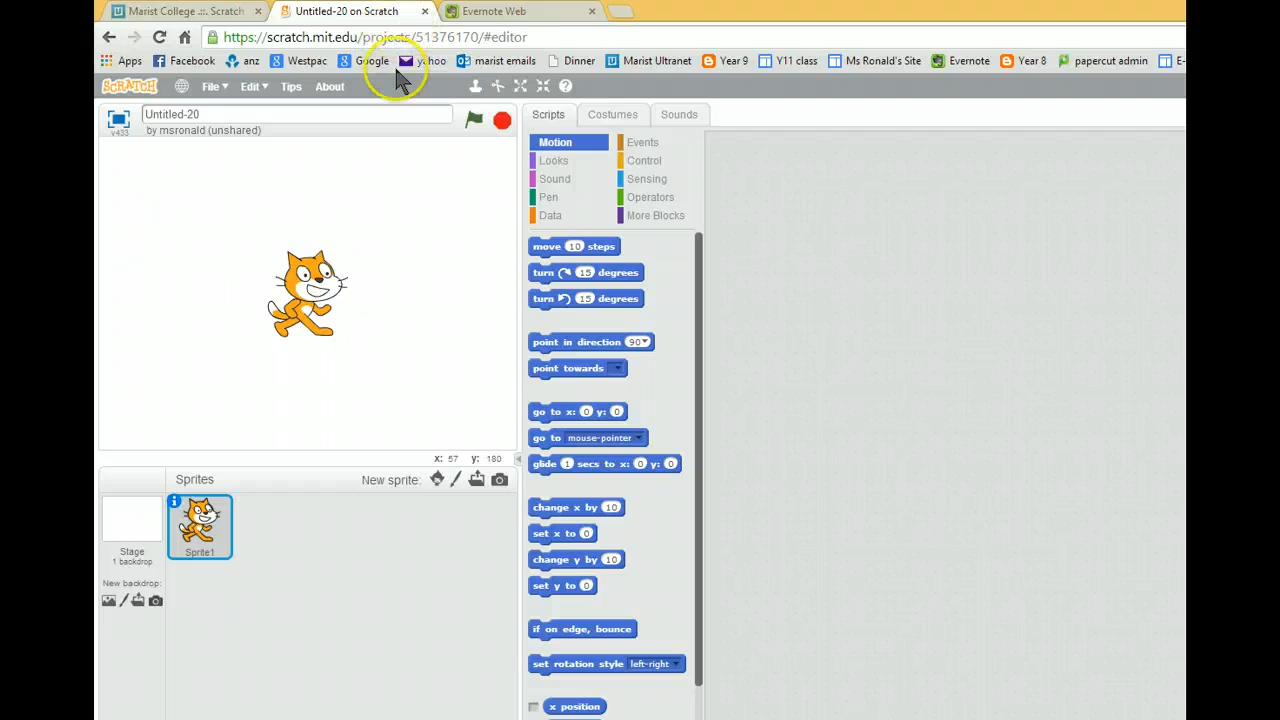 Marist College .::. Scratch
Untitled-20 on Scratch
Evernote Web
https://scratch.mit.edu/projects/51376170/#editor
Apps Facebook anz Westpac Google yahoo marist emails Dinner Marist Ultranet Year 9 Y11 class Ms Ronald's Site Evernote Year 8 papercut admin E-
SCRATCH File Edit Tips About
Untitled-20
v433
by msronald (unshared)
Scripts Costumes Sounds
Motion Events
Looks Control
Sound Sensing
Pen Operators
Data More Blocks
move 10 steps
turn 15 degrees
turn 15 degrees
point in direction 90
point towards
go to x: 0 y: 0
go to mouse-pointer
glide 1 secs to x: 0 y: 0
change x by 10
set x to 0
change y by 10
set y to 0
if on edge, bounce
set rotation style left-right
x position
x: 57 y: 180
Sprites New sprite:
Sprite1
Stage
1 backdrop
New backdrop: